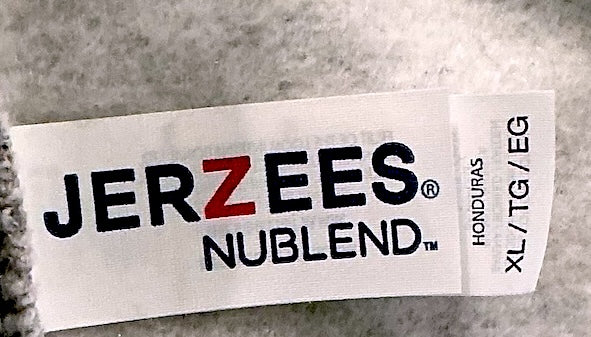 JERZEES®
NUBLEND™
HONDURAS
XL / TG / EG